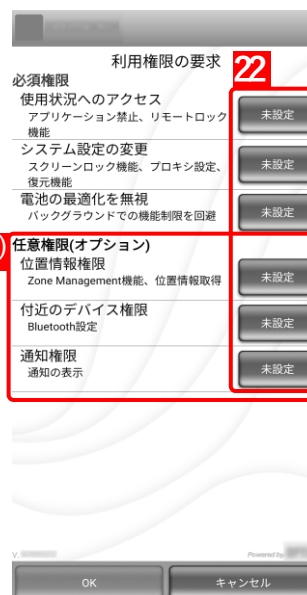 利用権限の要求
22
必須権限
使用状況へのアクセス
アプリケーション禁止、リモートロック
機能
未設定
システム設定の変更
スクリーンロック機能、プロキシ設定、
復元機能
未設定
電池の最適化を無視
バックグラウンドでの機能制限を回避
未設定
任意権限(オプション)
位置情報権限
Zone Management機能、位置情報取得
未設定
付近のデバイス権限
Bluetooth設定
未設定
通知権限
通知の表示
未設定
V.
Powered by
OK
キャンセル